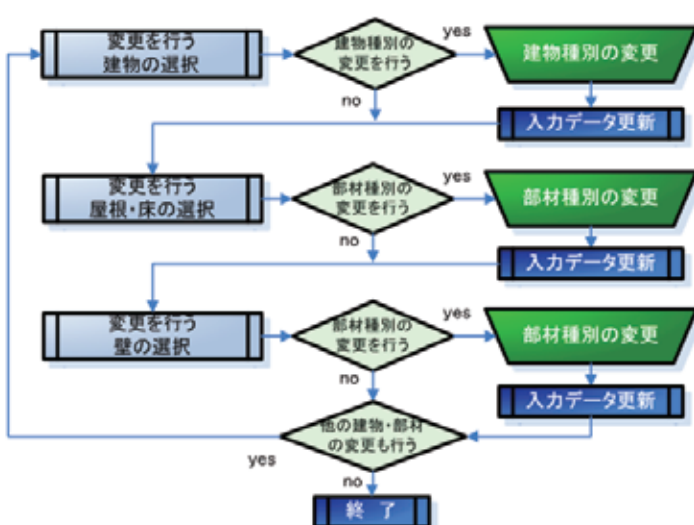 変更を行う
建物の選択
建物種別の
変更を行う
yes
建物種別の変更
no
入力データ更新
変更を行う
屋根・床の選択
部材種別の
変更を行う
yes
部材種別の変更
no
入力データ更新
変更を行う
壁の選択
部材種別の
変更を行う
yes
部材種別の変更
no
入力データ更新
他の建物・部材
の変更も行う
yes
no
終 了